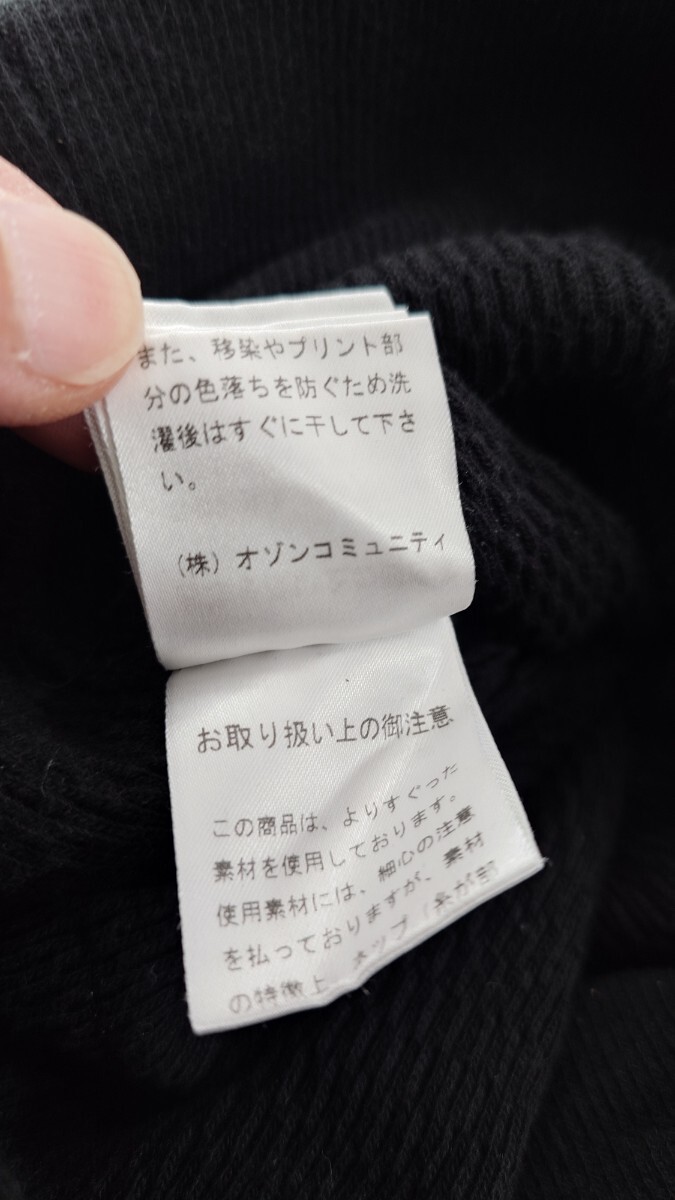 また、移染やプリント部
分の色落ちを防ぐため洗
濯後はすぐに干して下さ
い。
(株) オゾンコミュニティ
お取り扱い上の御注意
この商品は、よりすぐった
素材を使用しております。
使用素材には、細心の注意
を払っておりますが、素材
の特徴上、ネップ(糸が部